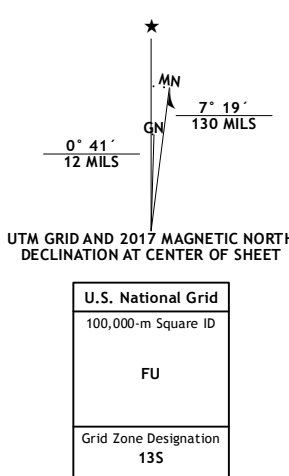 ★
MN
GN
7° 19´
130 MILS
0° 41´
12 MILS
UTM GRID AND 2017 MAGNETIC NORTH
DECLINATION AT CENTER OF SHEET
U.S. National Grid
100,000-m Square ID
FU
Grid Zone Designation
13S